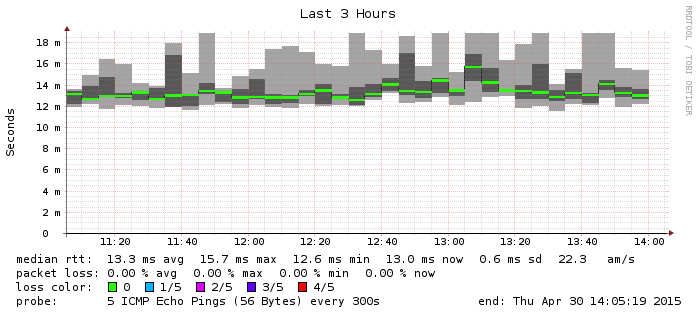 Last 3 Hours
RRDTOOL / TOBI OETIKER
Seconds
18 m
16 m
14 m
12 m
10 m
8 m
6 m
4 m
2 m
0
11:20 11:40 12:00 12:20 12:40 13:00 13:20 13:40 14:00
median rtt: 13.3 ms avg 15.7 ms max 12.6 ms min 13.0 ms now 0.6 ms sd 22.3 am/s
packet loss: 0.00 % avg 0.00 % max 0.00 % min 0.00 % now
loss color: 0 1/5 2/5 3/5 4/5
probe: 5 ICMP Echo Pings (56 Bytes) every 300s end: Thu Apr 30 14:05:19 2015